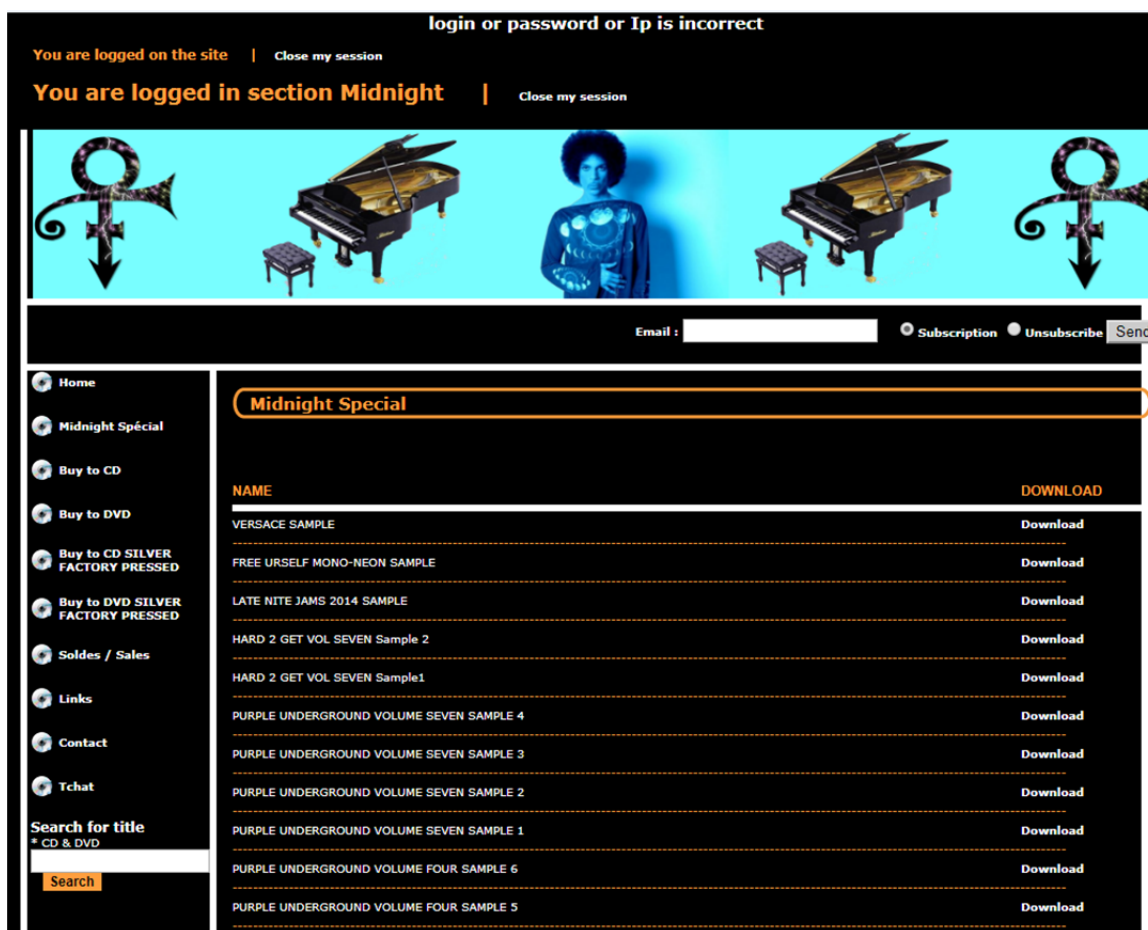 login or password or Ip is incorrect
You are logged on the site | Close my session
You are logged in section Midnight | Close my session
Email : Subscription Unsubscribe Send
Home
Midnight Spécial
Buy to CD
Buy to DVD
Buy to CD SILVER
FACTORY PRESSED
Buy to DVD SILVER
FACTORY PRESSED
Soldes / Sales
Links
Contact
Tchat
Search for title
* CD & DVD
Search
Midnight Special
NAME DOWNLOAD
VERSACE SAMPLE Download
FREE URSELF MONO-NEON SAMPLE Download
LATE NITE JAMS 2014 SAMPLE Download
HARD 2 GET VOL SEVEN Sample 2 Download
HARD 2 GET VOL SEVEN Sample1 Download
PURPLE UNDERGROUND VOLUME SEVEN SAMPLE 4 Download
PURPLE UNDERGROUND VOLUME SEVEN SAMPLE 3 Download
PURPLE UNDERGROUND VOLUME SEVEN SAMPLE 2 Download
PURPLE UNDERGROUND VOLUME SEVEN SAMPLE 1 Download
PURPLE UNDERGROUND VOLUME FOUR SAMPLE 6 Download
PURPLE UNDERGROUND VOLUME FOUR SAMPLE 5 Download